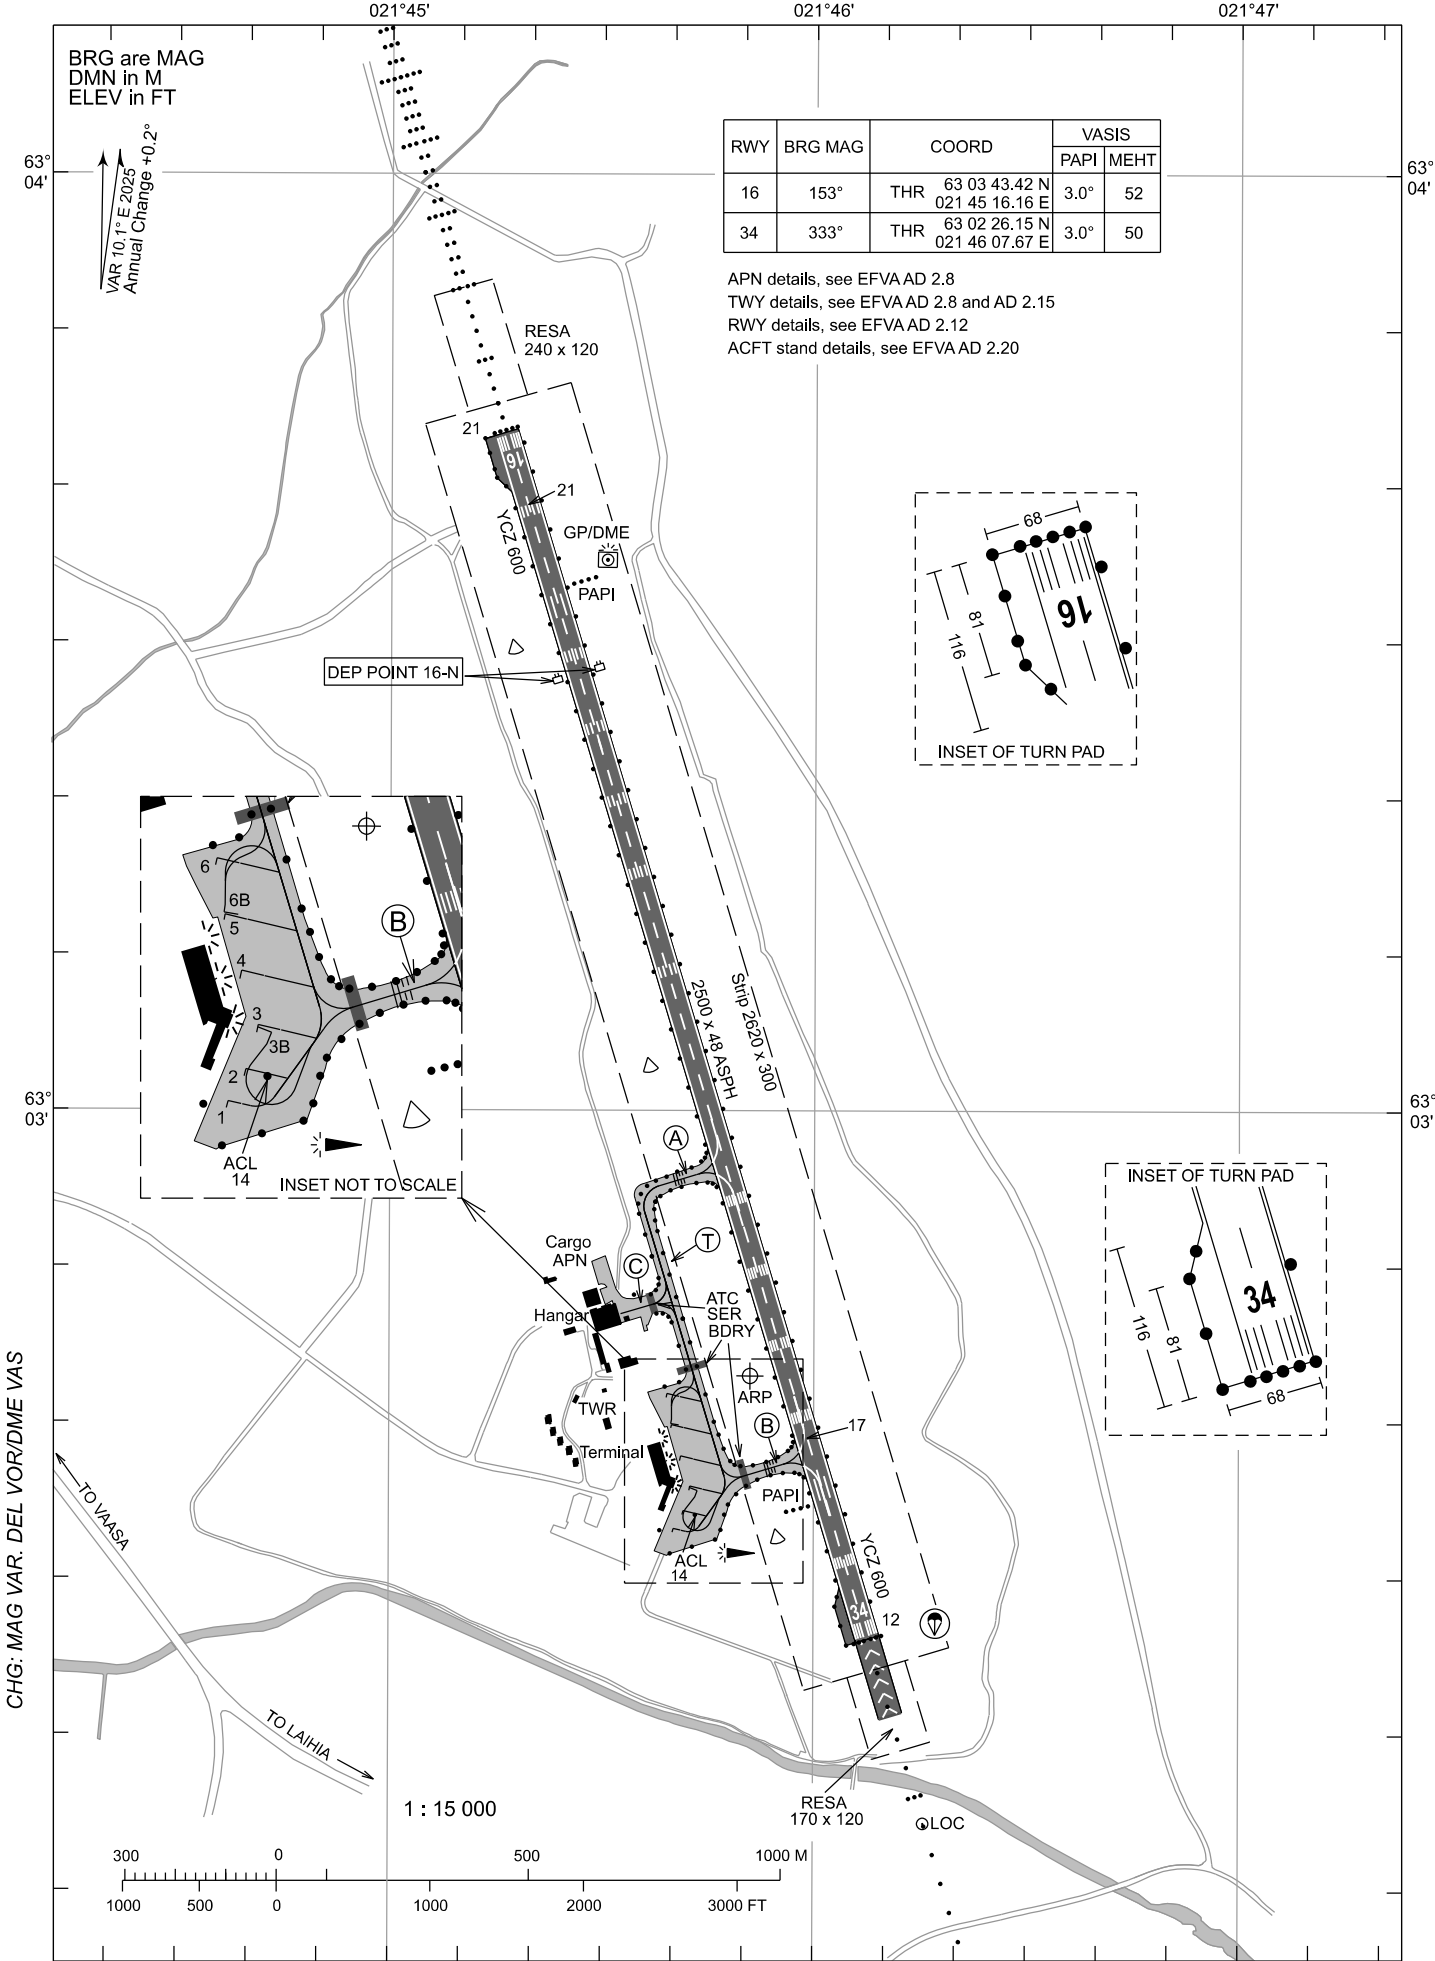 021°45'
021°46'
021°47'
BRG are MAG
DMN in M
ELEV in FT
VAR 10.1° E 2025
Annual Change +0.2°
63°
04'
63°
04'
RWY BRG MAG COORD VASIS
PAPI MEHT
16 153° THR 63 03 43.42 N 3.0° 52
021 45 16.16 E
34 333° THR 63 02 26.15 N 3.0° 50
021 46 07.67 E
APN details, see EFVA AD 2.8
TWY details, see EFVA AD 2.8 and AD 2.15
RWY details, see EFVA AD 2.12
ACFT stand details, see EFVA AD 2.20
RESA
240 x 120
21
16
21
YCZ 600
GP/DME
PAPI
DEP POINT 16-N
68
81
116
16
INSET OF TURN PAD
6
6B
5
4
3
3B
2
1
B
ACL
14
INSET NOT TO SCALE
2500 x 48 ASPH
Strip 2620 x 300
63°
03'
63°
03'
A
T
C
Cargo
APN
Hangar
ATC
SER
BDRY
ARP
TWR
B
17
Terminal
PAPI
ACL
14
YCZ 600
34
12
INSET OF TURN PAD
116
81
34
68
TO VAASA
TO LAIHIA
RESA
170 x 120
LOC
1 : 15 000
300 0 500 1000 M
1000 500 0 1000 2000 3000 FT
CHG: MAG VAR. DEL VOR/DME VAS